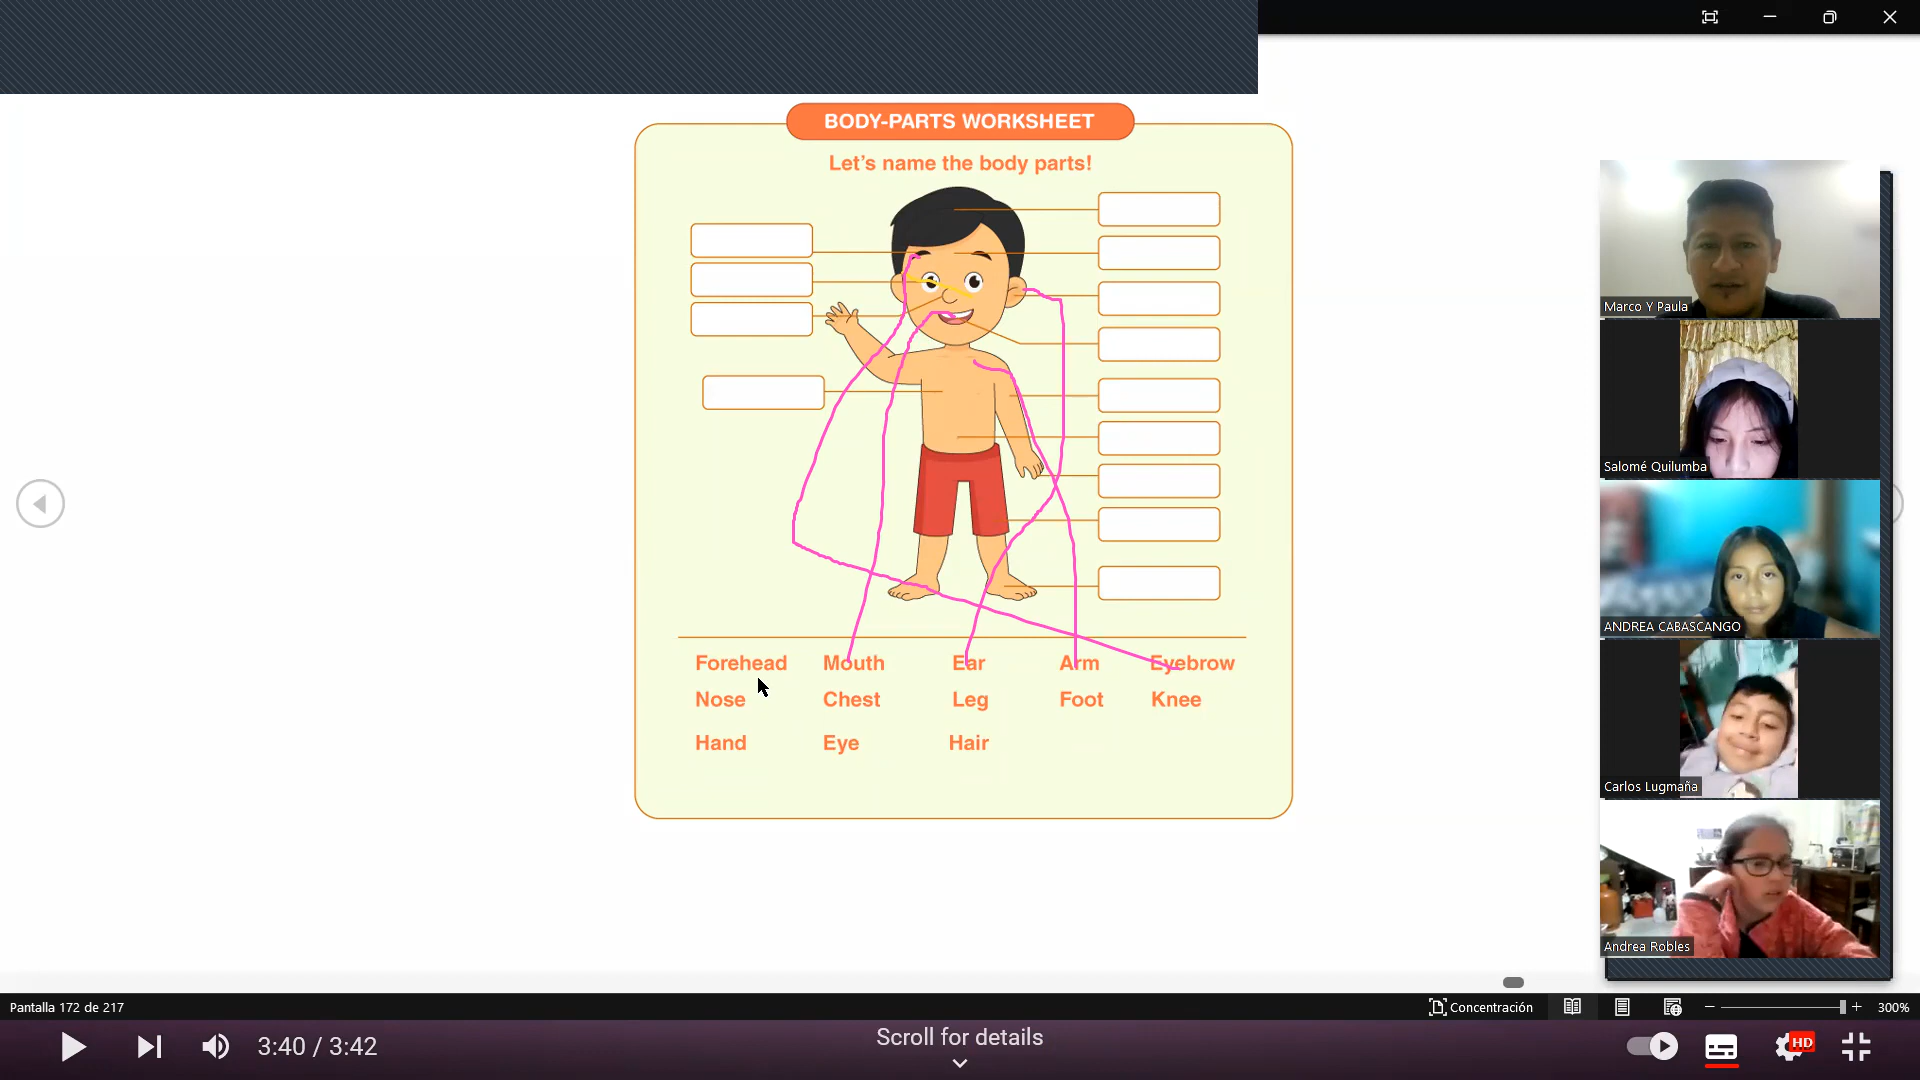 BODY-PARTS WORKSHEET
Let's name the body parts!
Forehead Mouth Ear Arm Eyebrow
Nose Chest Leg Foot Knee
Hand Eye Hair
Marco Y Paula
Salomé Quilumba
ANDREA CABASCANGO
Carlos Lugmaña
Andrea Robles
Pantalla 172 de 217 Concentración 300%
3:40 / 3:42 Scroll for details HD